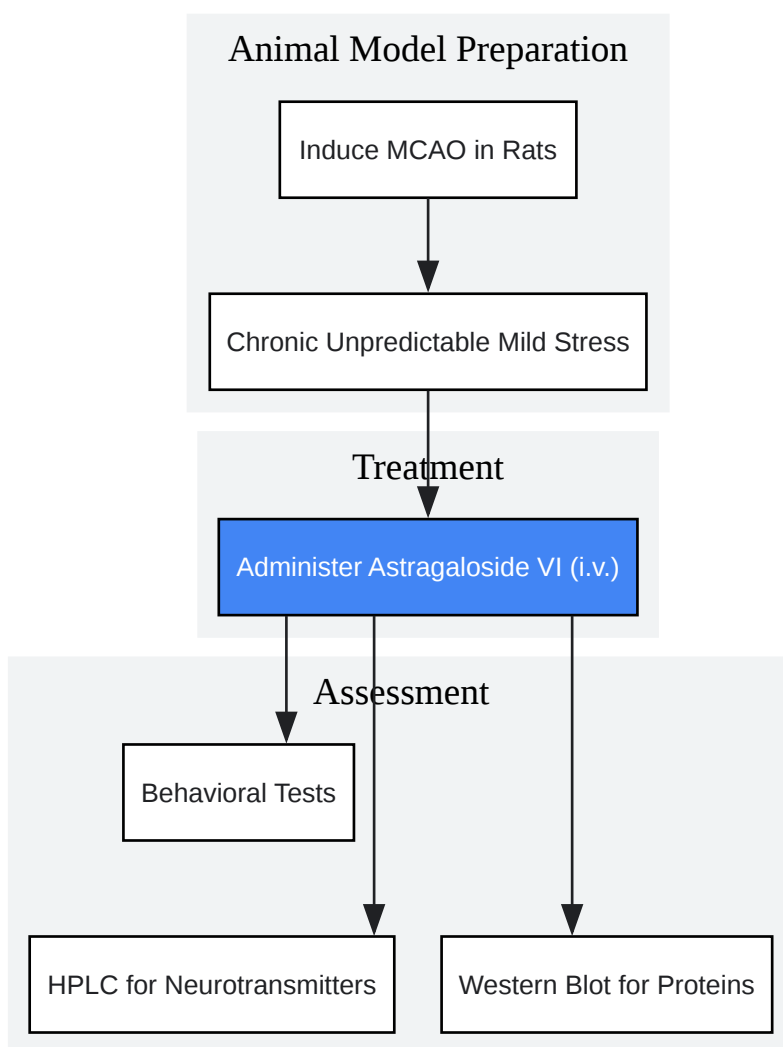 Animal Model Preparation
Induce MCAO in Rats
Chronic Unpredictable Mild Stress
Treatment
Administer Astragaloside VI (i.v.)
Assessment
Behavioral Tests
HPLC for Neurotransmitters
Western Blot for Proteins